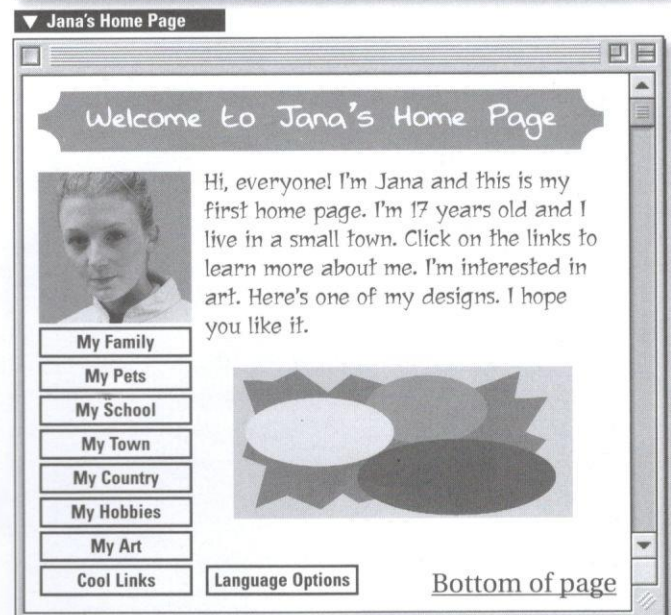 ▼ Jana's Home Page
Welcome to Jana's Home Page
Hi, everyone! I'm Jana and this is my
first home page. I'm 17 years old and I
live in a small town. Click on the links to
learn more about me. I'm interested in
art. Here's one of my designs. I hope
you like it.
My Family
My Pets
My School
My Town
My Country
My Hobbies
My Art
Cool Links
Language Options
Bottom of page